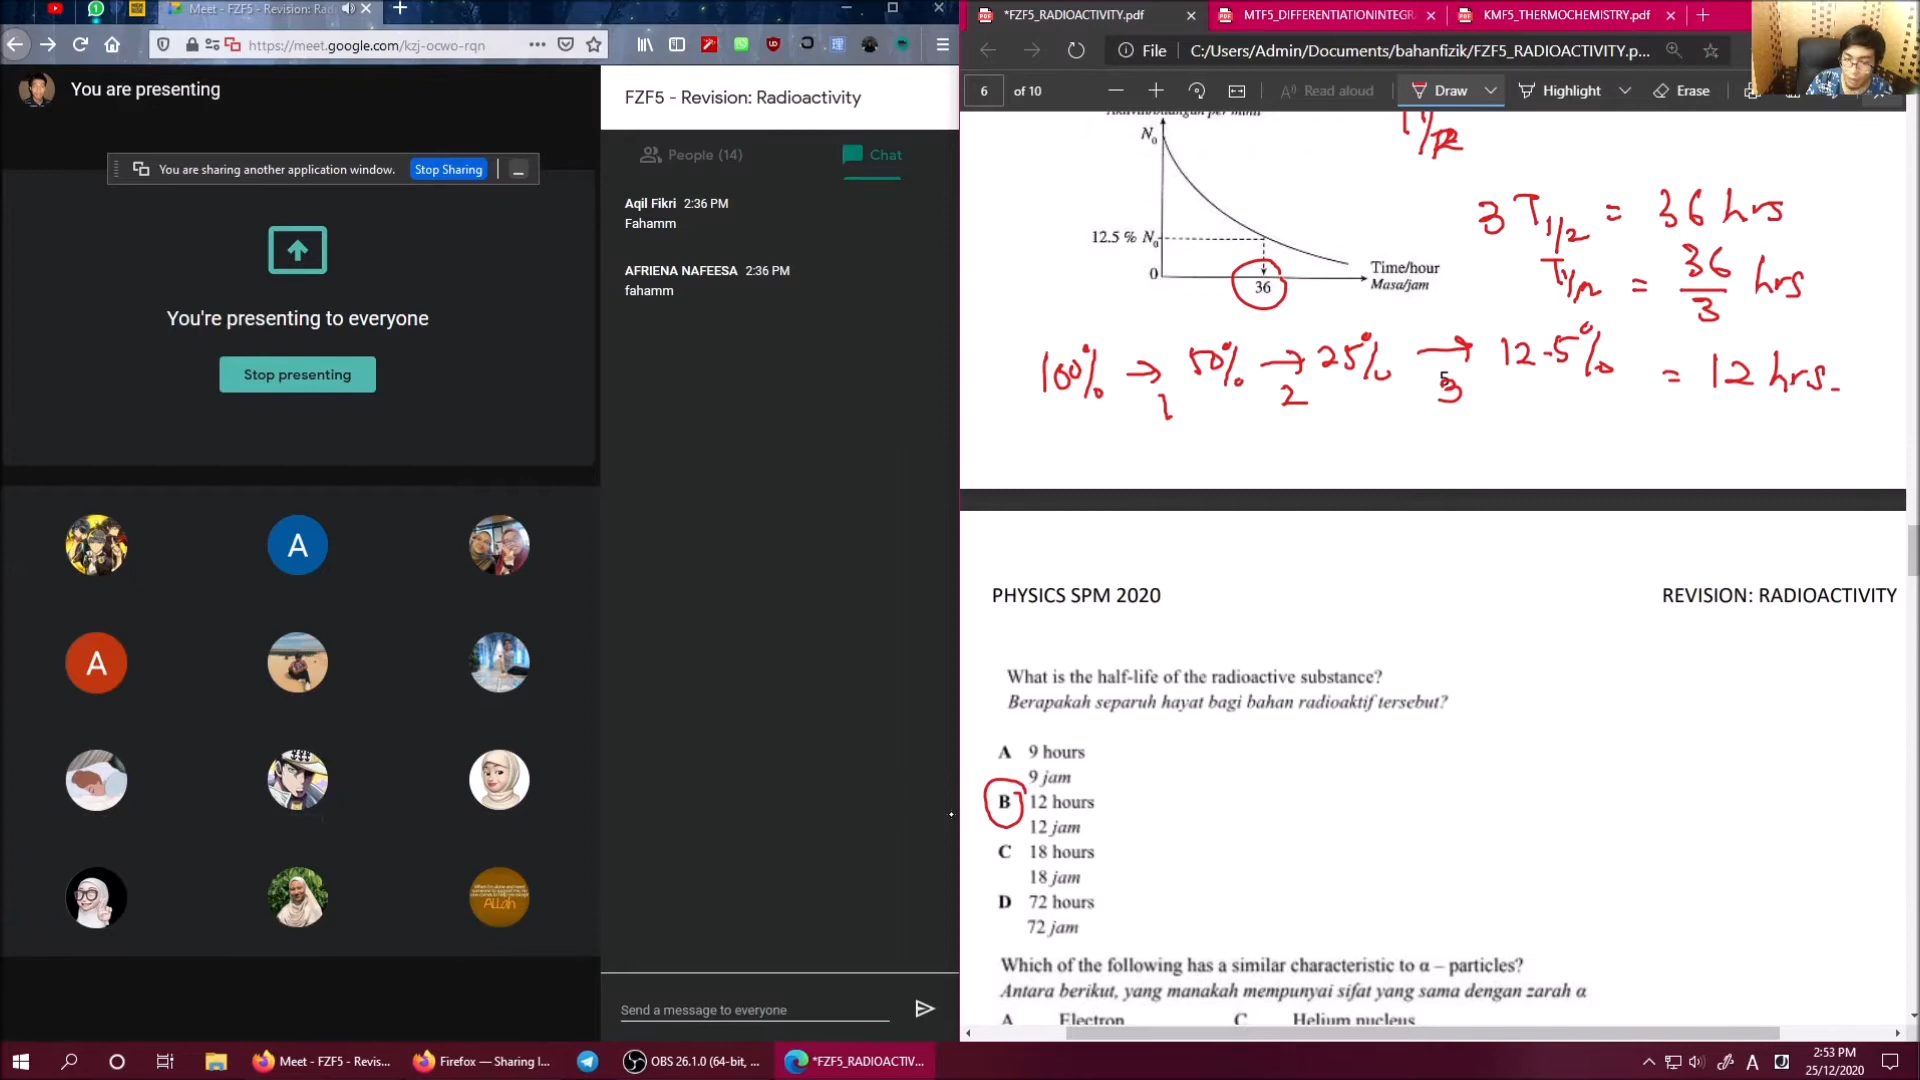 Meet - FZF5 - Revision: Rad
https://meet.google.com/kzj-ocwo-rqn
You are presenting
You are sharing another application window.
Stop Sharing
You're presenting to everyone
Stop presenting
A
A
FZF5 - Revision: Radioactivity
People (14)
Chat
Aqil Fikri 2:36 PM
Fahamm
AFRIENA NAFEESA 2:36 PM
fahamm
Send a message to everyone
*FZF5_RADIOACTIVITY.pdf
MTF5_DIFFERENTIATIONINTEGR
KMF5_THERMOCHEMISTRY.pdf
File
C:/Users/Admin/Documents/bahanfizik/FZF5_RADIOACTIVITY.p...
6 of 10
Read aloud
Draw
Highlight
Erase
N₀
12.5 % N₀
0
36
Time/hour
Masa/jam
3 T1/2 = 36 hrs
T1/2 = 36/3 hrs
100% → 50% → 25% → 12.5%
1 2 3
= 12 hrs.
PHYSICS SPM 2020
REVISION: RADIOACTIVITY
What is the half-life of the radioactive substance?
Berapakah separuh hayat bagi bahan radioaktif tersebut?
A 9 hours
9 jam
B 12 hours
12 jam
C 18 hours
18 jam
D 72 hours
72 jam
Which of the following has a similar characteristic to α – particles?
Antara berikut, yang manakah mempunyai sifat yang sama dengan zarah α
A Electron C Helium nucleus
Meet - FZF5 - Revis...
Firefox — Sharing I...
OBS 26.1.0 (64-bit, ...
*FZF5_RADIOACTIV...
A
2:53 PM
25/12/2020